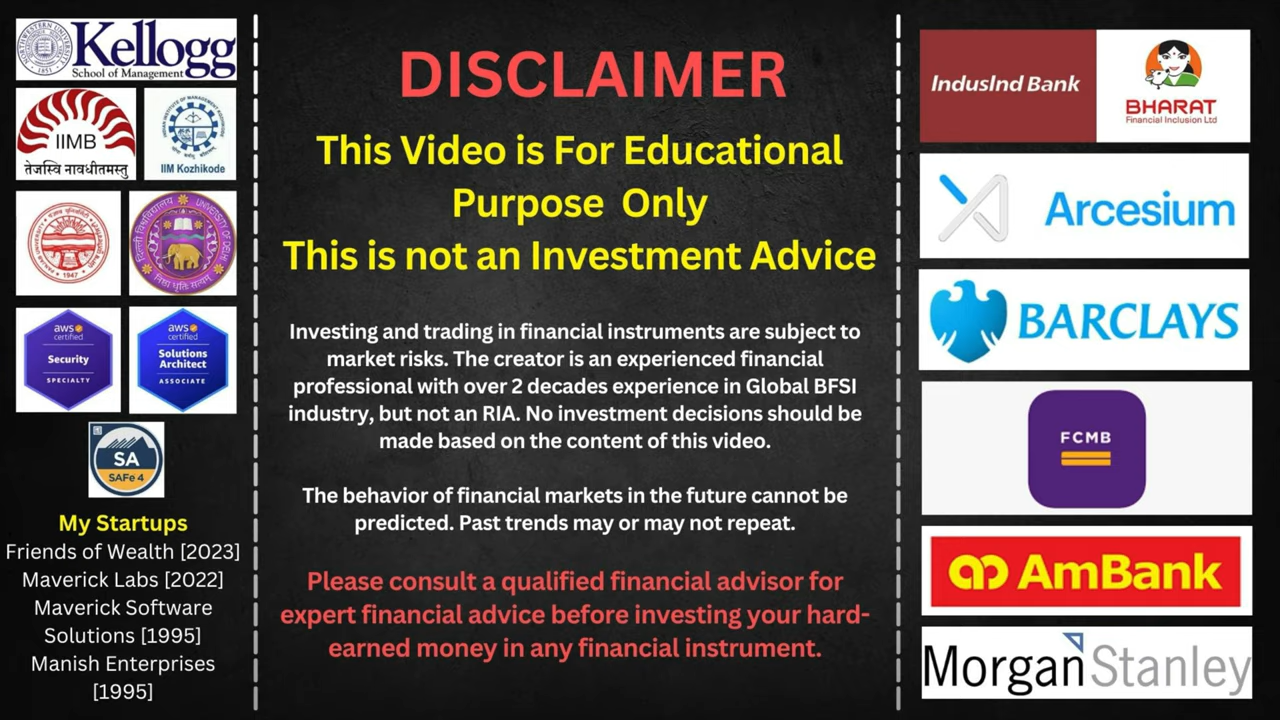 Kellogg
School of Management
IIMB
तेजस्वि नावधीतमस्तु
IIM Kozhikode
1947
UNIVERSITY OF DELHI
aws
certified
Security
SPECIALTY
aws
certified
Solutions
Architect
ASSOCIATE
SA
SAFe 4
My Startups
Friends of Wealth [2023]
Maverick Labs [2022]
Maverick Software
Solutions [1995]
Manish Enterprises
[1995]
DISCLAIMER
This Video is For Educational
Purpose Only
This is not an Investment Advice
Investing and trading in financial instruments are subject to
market risks. The creator is an experienced financial
professional with over 2 decades experience in Global BFSI
industry, but not an RIA. No investment decisions should be
made based on the content of this video.
The behavior of financial markets in the future cannot be
predicted. Past trends may or may not repeat.
Please consult a qualified financial advisor for
expert financial advice before investing your hard-
earned money in any financial instrument.
IndusInd Bank
BHARAT
Financial Inclusion Ltd
Arcesium
BARCLAYS
FCMB
AmBank
Morgan Stanley